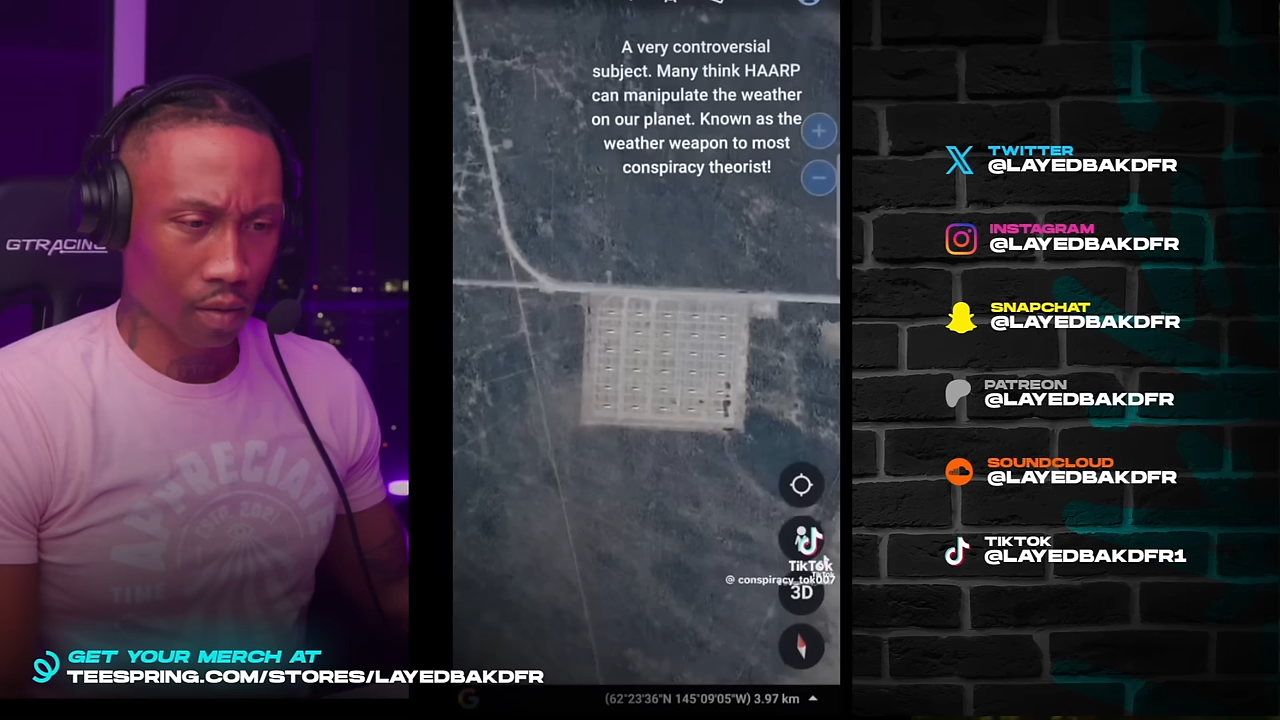 A very controversial
subject. Many think HAARP
can manipulate the weather
on our planet. Known as the
weather weapon to most
conspiracy theorist!
GTRACING
TWITTER
@LAYEDBAKDFR
INSTAGRAM
@LAYEDBAKDFR
SNAPCHAT
@LAYEDBAKDFR
PATREON
@LAYEDBAKDFR
SOUNDCLOUD
@LAYEDBAKDFR
TIKTOK
@LAYEDBAKDFR1
TikTok
@ conspiracy_tok007
3D
GET YOUR MERCH AT
TEESPRING.COM/STORES/LAYEDBAKDFR
(62°23'36"N 145°09'05"W) 3.97 km